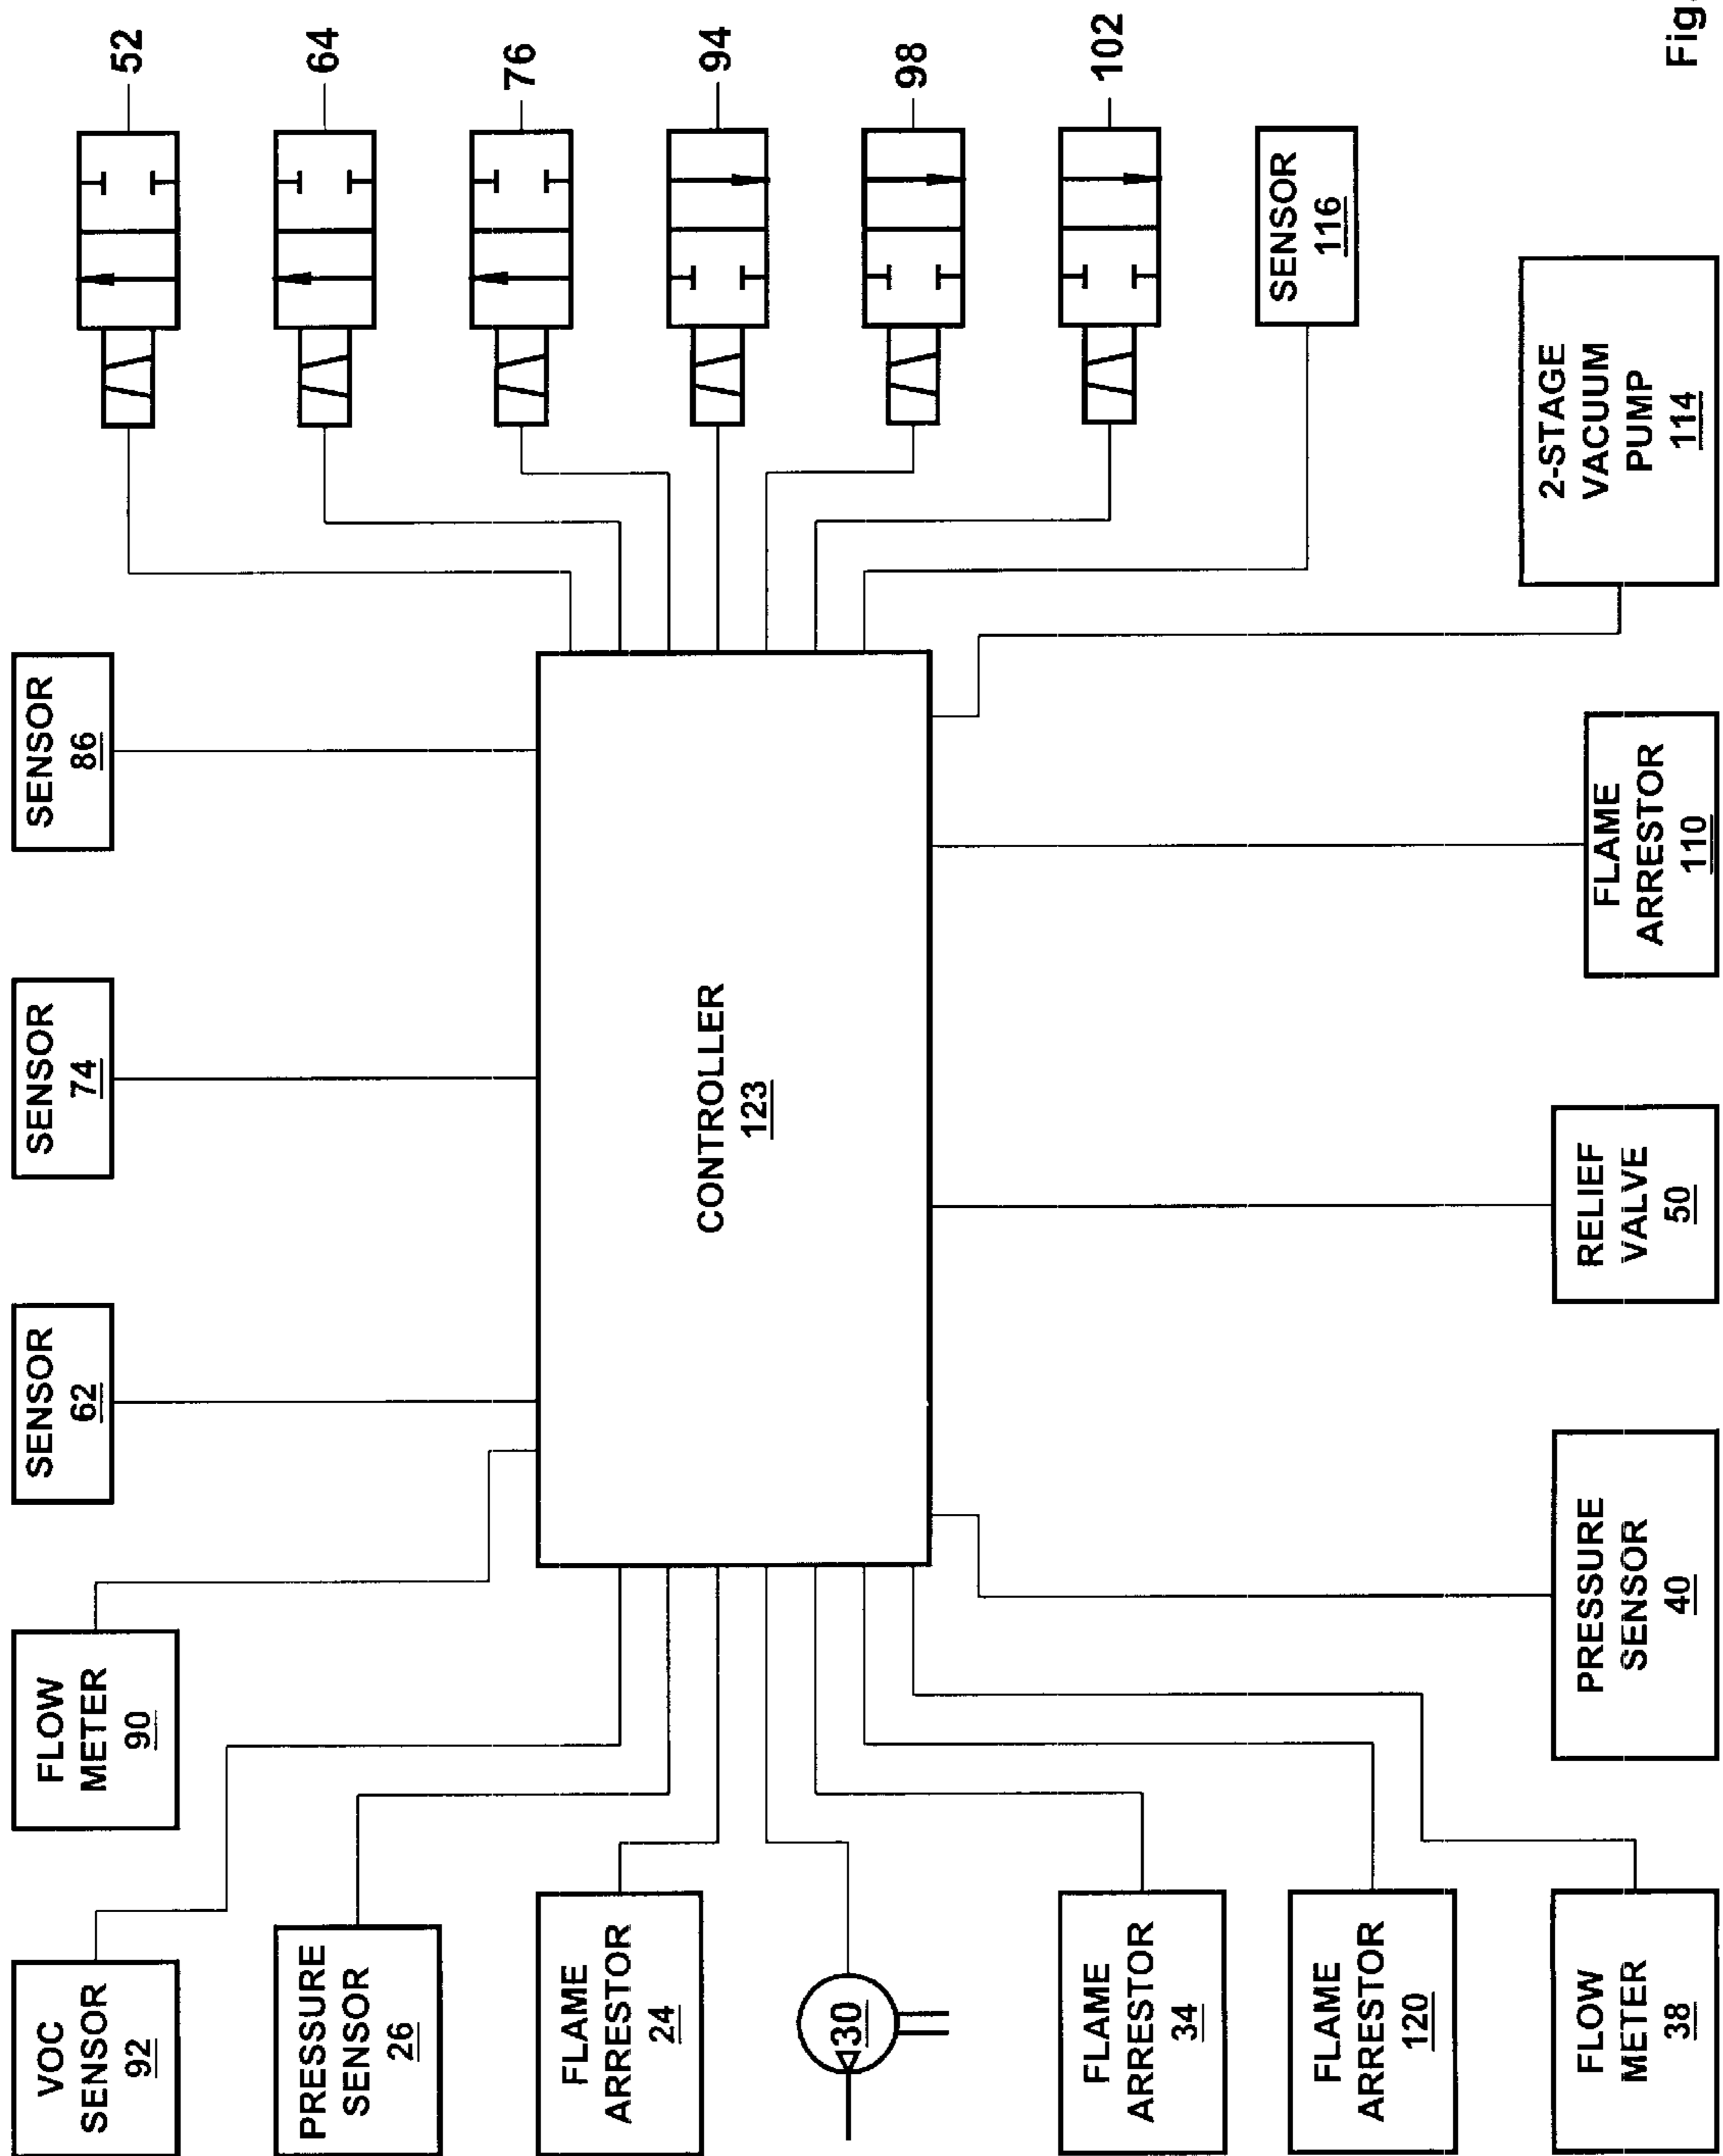 VOC
SENSOR
92
FLOW
METER
90
SENSOR
62
SENSOR
74
SENSOR
86
52
64
76
94
98
102
SENSOR
116
2-STAGE
VACUUM
PUMP
114
PRESSURE
SENSOR
26
FLAME
ARRESTOR
24
30
FLAME
ARRESTOR
34
FLAME
ARRESTOR
120
FLOW
METER
38
CONTROLLER
123
PRESSURE
SENSOR
40
RELIEF
VALVE
50
FLAME
ARRESTOR
110
Fig